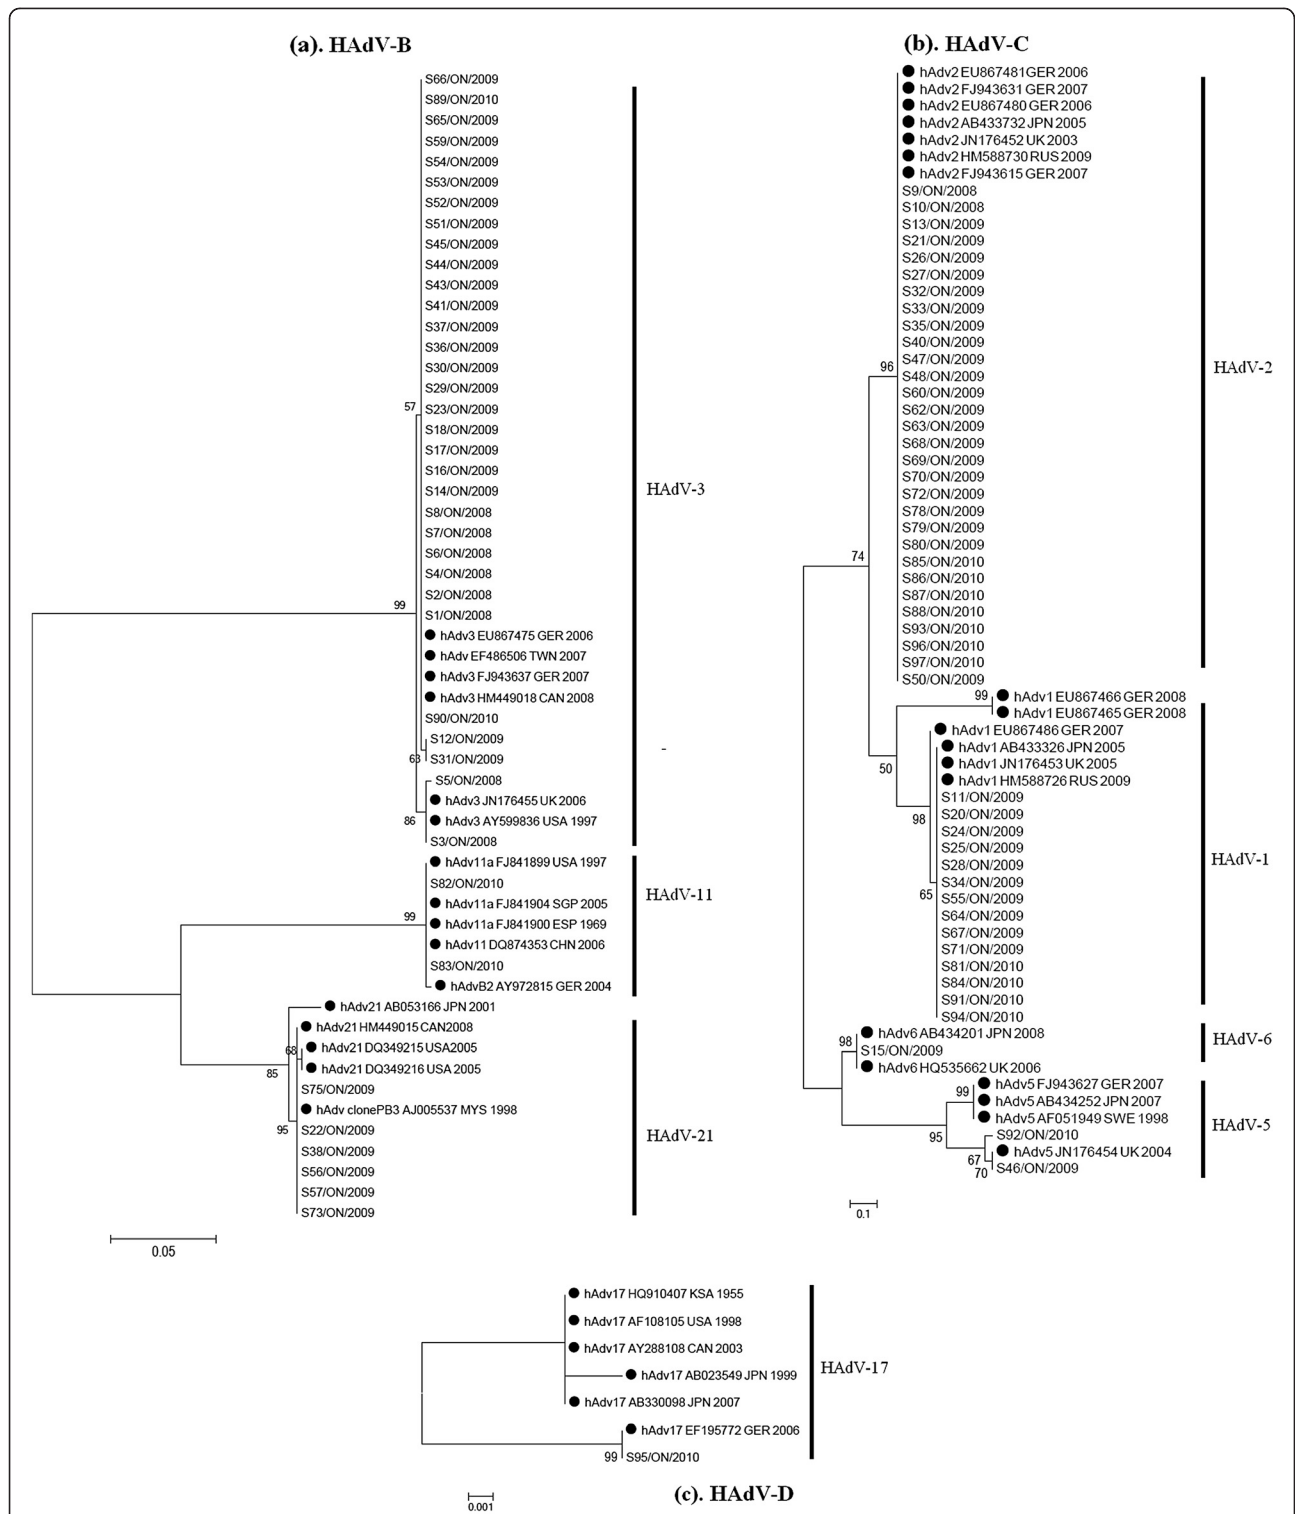 (a). HAdV-B
S66/ON/2009
S89/ON/2010
S65/ON/2009
S59/ON/2009
S54/ON/2009
S53/ON/2009
S52/ON/2009
S51/ON/2009
S45/ON/2009
S44/ON/2009
S43/ON/2009
S41/ON/2009
S37/ON/2009
S36/ON/2009
S30/ON/2009
S29/ON/2009
57
S23/ON/2009
S18/ON/2009
S17/ON/2009
S16/ON/2009
S14/ON/2009
HAdV-3
S8/ON/2008
S7/ON/2008
S6/ON/2008
S4/ON/2008
S2/ON/2008
99
S1/ON/2008
hAdv3 EU867475 GER 2006
hAdv EF486506 TWN 2007
hAdv3 FJ943637 GER 2007
hAdv3 HM449018 CAN 2008
S90/ON/2010
S12/ON/2009
63
S31/ON/2009
-
S5/ON/2008
hAdv3 JN176455 UK 2006
86
hAdv3 AY599836 USA 1997
S3/ON/2008
hAdv11a FJ841899 USA 1997
S82/ON/2010
HAdV-11
hAdv11a FJ841904 SGP 2005
99
hAdv11a FJ841900 ESP 1969
hAdv11 DQ874353 CHN 2006
S83/ON/2010
hAdvB2 AY972815 GER 2004
hAdv21 AB053166 JPN 2001
hAdv21 HM449015 CAN2008
68
hAdv21 DQ349215 USA2005
85
hAdv21 DQ349216 USA 2005
S75/ON/2009
hAdv clonePB3 AJ005537 MYS 1998
95
S22/ON/2009
HAdV-21
S38/ON/2009
S56/ON/2009
S57/ON/2009
S73/ON/2009
0.05
(b). HAdV-C
hAdv2 EU867481GER 2006
hAdv2 FJ943631 GER 2007
hAdv2 EU867480 GER 2006
hAdv2 AB433732 JPN 2005
hAdv2 JN176452 UK 2003
hAdv2 HM588730 RUS 2009
hAdv2 FJ943615 GER 2007
S9/ON/2008
S10/ON/2008
S13/ON/2009
S21/ON/2009
S26/ON/2009
S27/ON/2009
S32/ON/2009
S33/ON/2009
S35/ON/2009
S40/ON/2009
S47/ON/2009
96
HAdV-2
S48/ON/2009
S60/ON/2009
S62/ON/2009
S63/ON/2009
S68/ON/2009
S69/ON/2009
S70/ON/2009
S72/ON/2009
S78/ON/2009
S79/ON/2009
S80/ON/2009
74
S85/ON/2010
S86/ON/2010
S87/ON/2010
S88/ON/2010
S93/ON/2010
S96/ON/2010
S97/ON/2010
S50/ON/2009
99
hAdv1 EU867466 GER 2008
hAdv1 EU867465 GER 2008
hAdv1 EU867486 GER 2007
hAdv1 AB433326 JPN 2005
hAdv1 JN176453 UK 2005
50
hAdv1 HM588726 RUS 2009
S11/ON/2009
98
S20/ON/2009
S24/ON/2009
S25/ON/2009
HAdV-1
S28/ON/2009
S34/ON/2009
65
S55/ON/2009
S64/ON/2009
S67/ON/2009
S71/ON/2009
S81/ON/2010
S84/ON/2010
S91/ON/2010
S94/ON/2010
98
hAdv6 AB434201 JPN 2008
HAdV-6
S15/ON/2009
hAdv6 HQ535662 UK 2006
99
hAdv5 FJ943627 GER 2007
hAdv5 AB434252 JPN 2007
hAdv5 AF051949 SWE 1998
HAdV-5
95
S92/ON/2010
67
hAdv5 JN176454 UK 2004
70
S46/ON/2009
0.1
hAdv17 HQ910407 KSA 1955
hAdv17 AF108105 USA 1998
hAdv17 AY288108 CAN 2003
HAdV-17
hAdv17 AB023549 JPN 1999
hAdv17 AB330098 JPN 2007
hAdv17 EF195772 GER 2006
99
S95/ON/2010
0.001
(c). HAdV-D